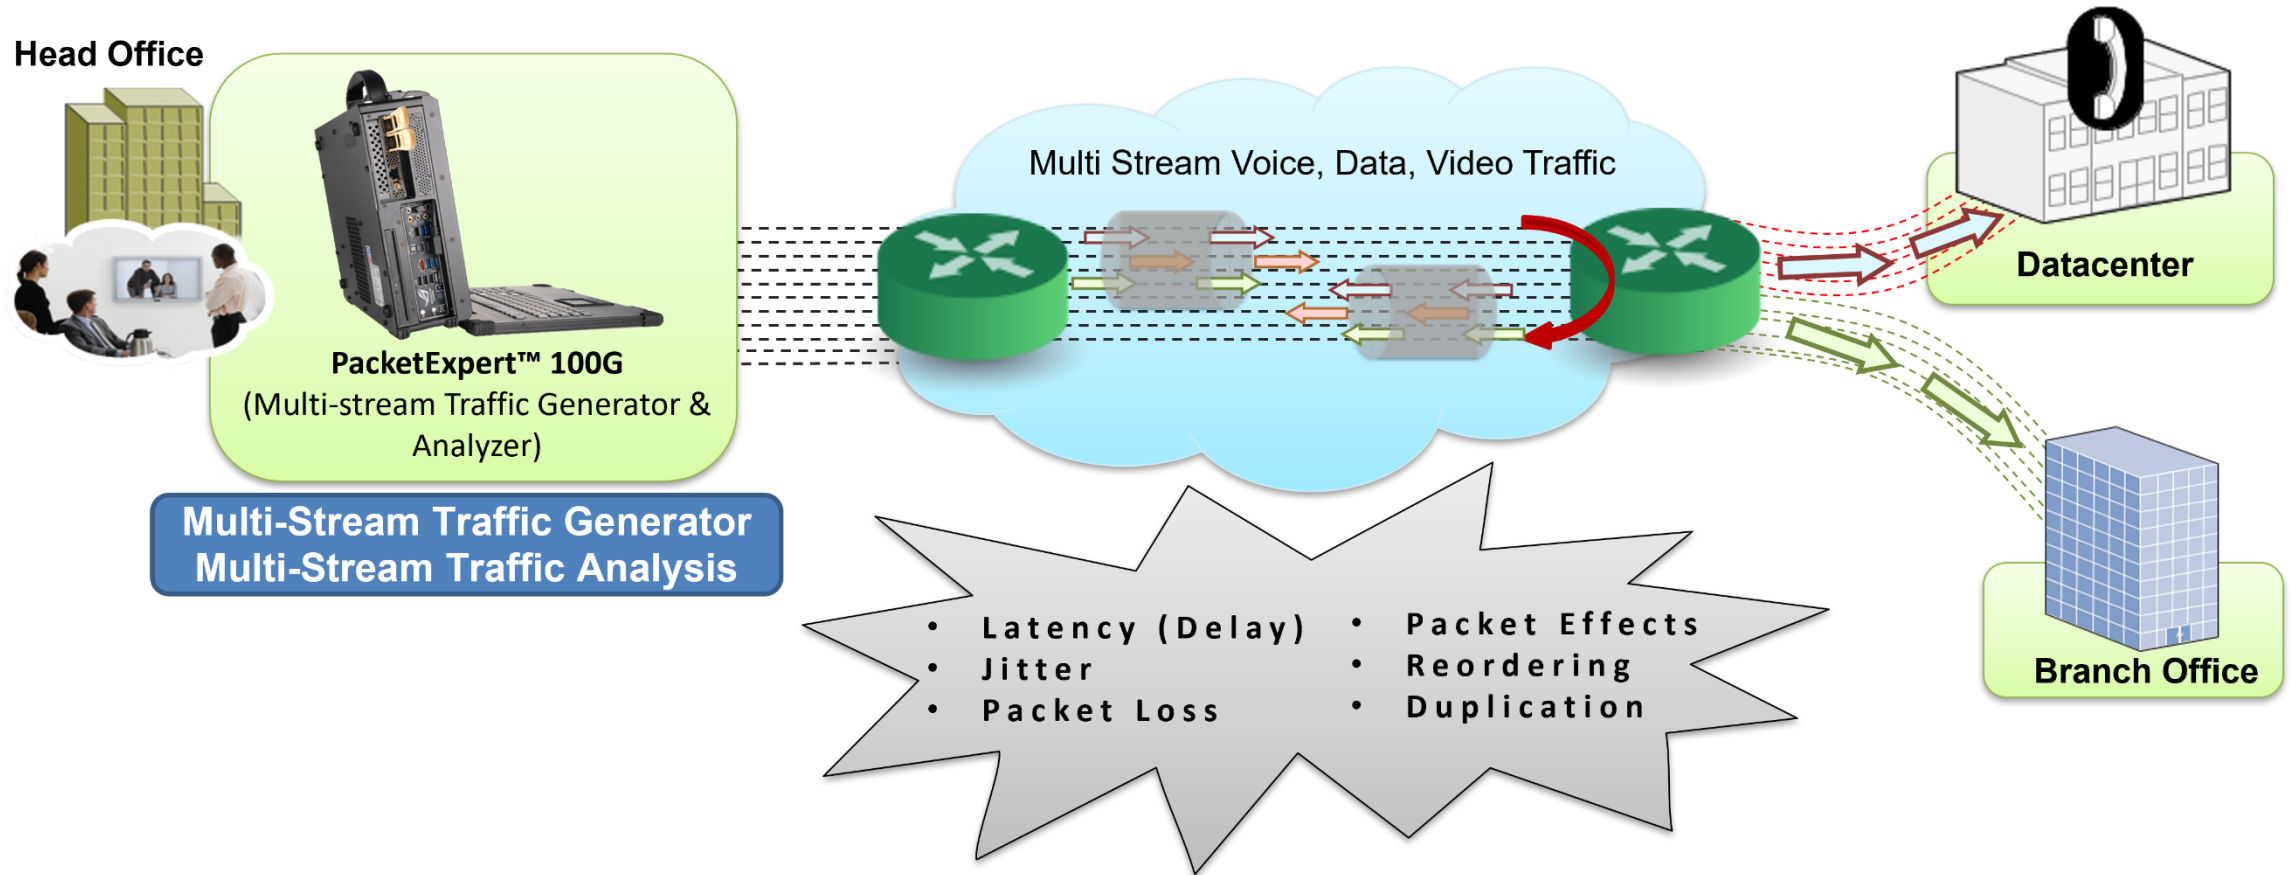 Head Office
PacketExpert™ 100G
(Multi-stream Traffic Generator &
Analyzer)
Multi-Stream Traffic Generator
Multi-Stream Traffic Analysis
Multi Stream Voice, Data, Video Traffic
• Latency (Delay)
• Jitter
• Packet Loss
• Packet Effects
• Reordering
• Duplication
Datacenter
Branch Office